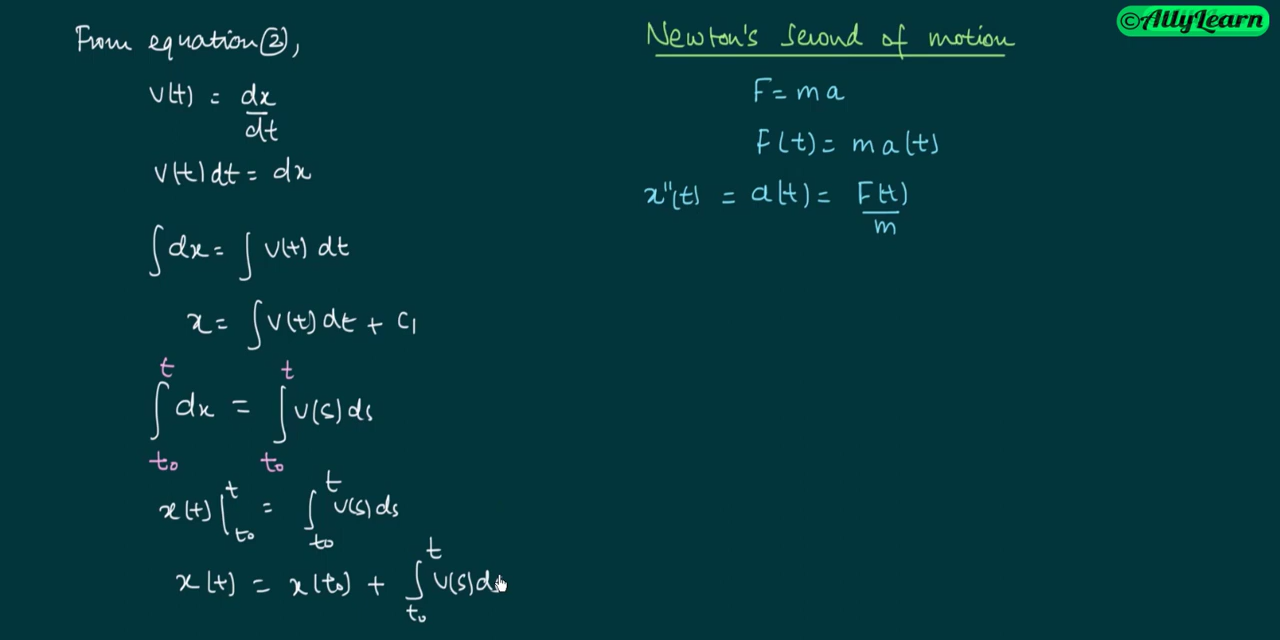 From equation (2),
v(t) = dx/dt
v(t) dt = dx
∫ dx = ∫ v(t) dt
x = ∫ v(t) dt + c₁
∫_{t₀}^{t} dx = ∫_{t₀}^{t} v(s) ds
x(t) |_{t₀}^{t} = ∫_{t₀}^{t} v(s) ds
x(t) = x(t₀) + ∫_{t₀}^{t} v(s) ds
©AllyLearn
Newton's second of motion
F = m a
F(t) = m a(t)
x''(t) = a(t) = F(t)/m